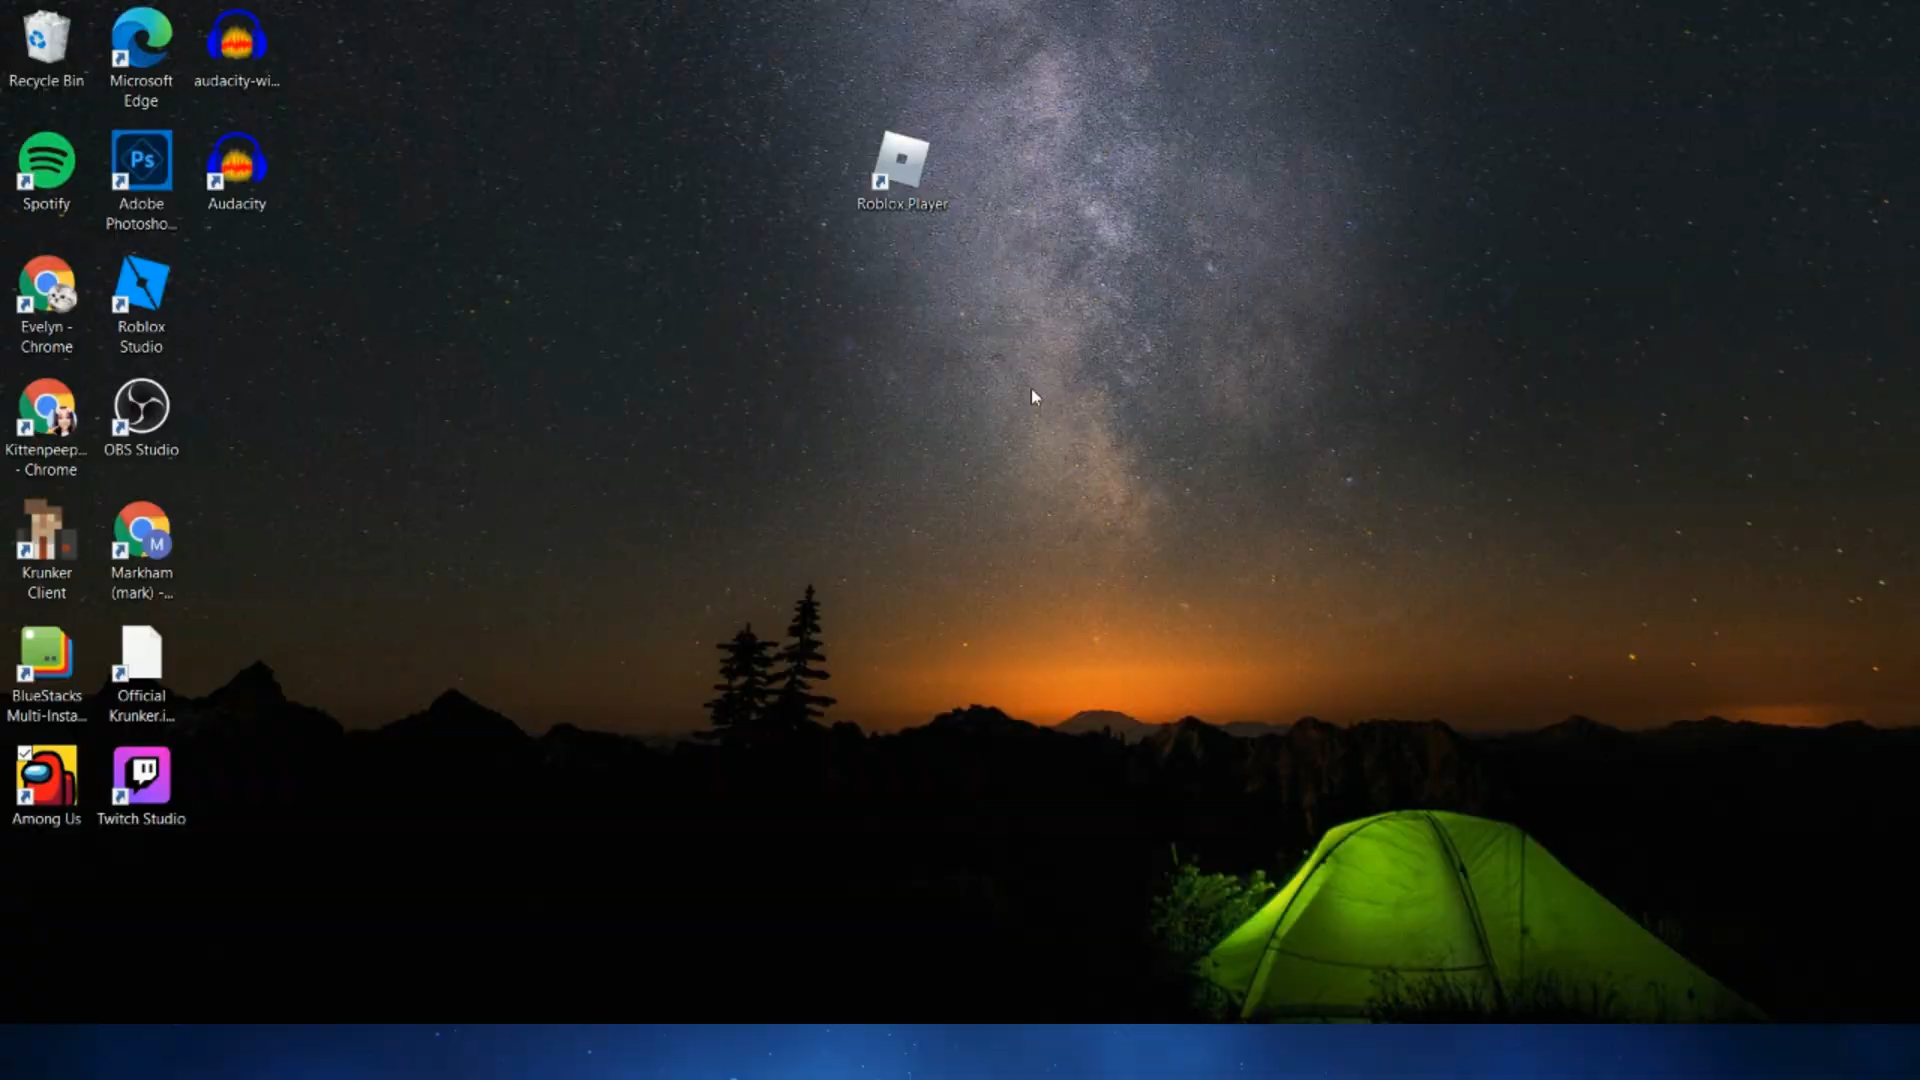 Recycle Bin
Microsoft
Edge
audacity-wi...
Spotify
Ps
Adobe
Photosho...
Audacity
Roblox Player
Evelyn -
Chrome
Roblox
Studio
Kittenpeep...
- Chrome
OBS Studio
Krunker
Client
M
Markham
(mark) -...
BlueStacks
Multi-Insta...
Official
Krunker.i...
Among Us
Twitch Studio